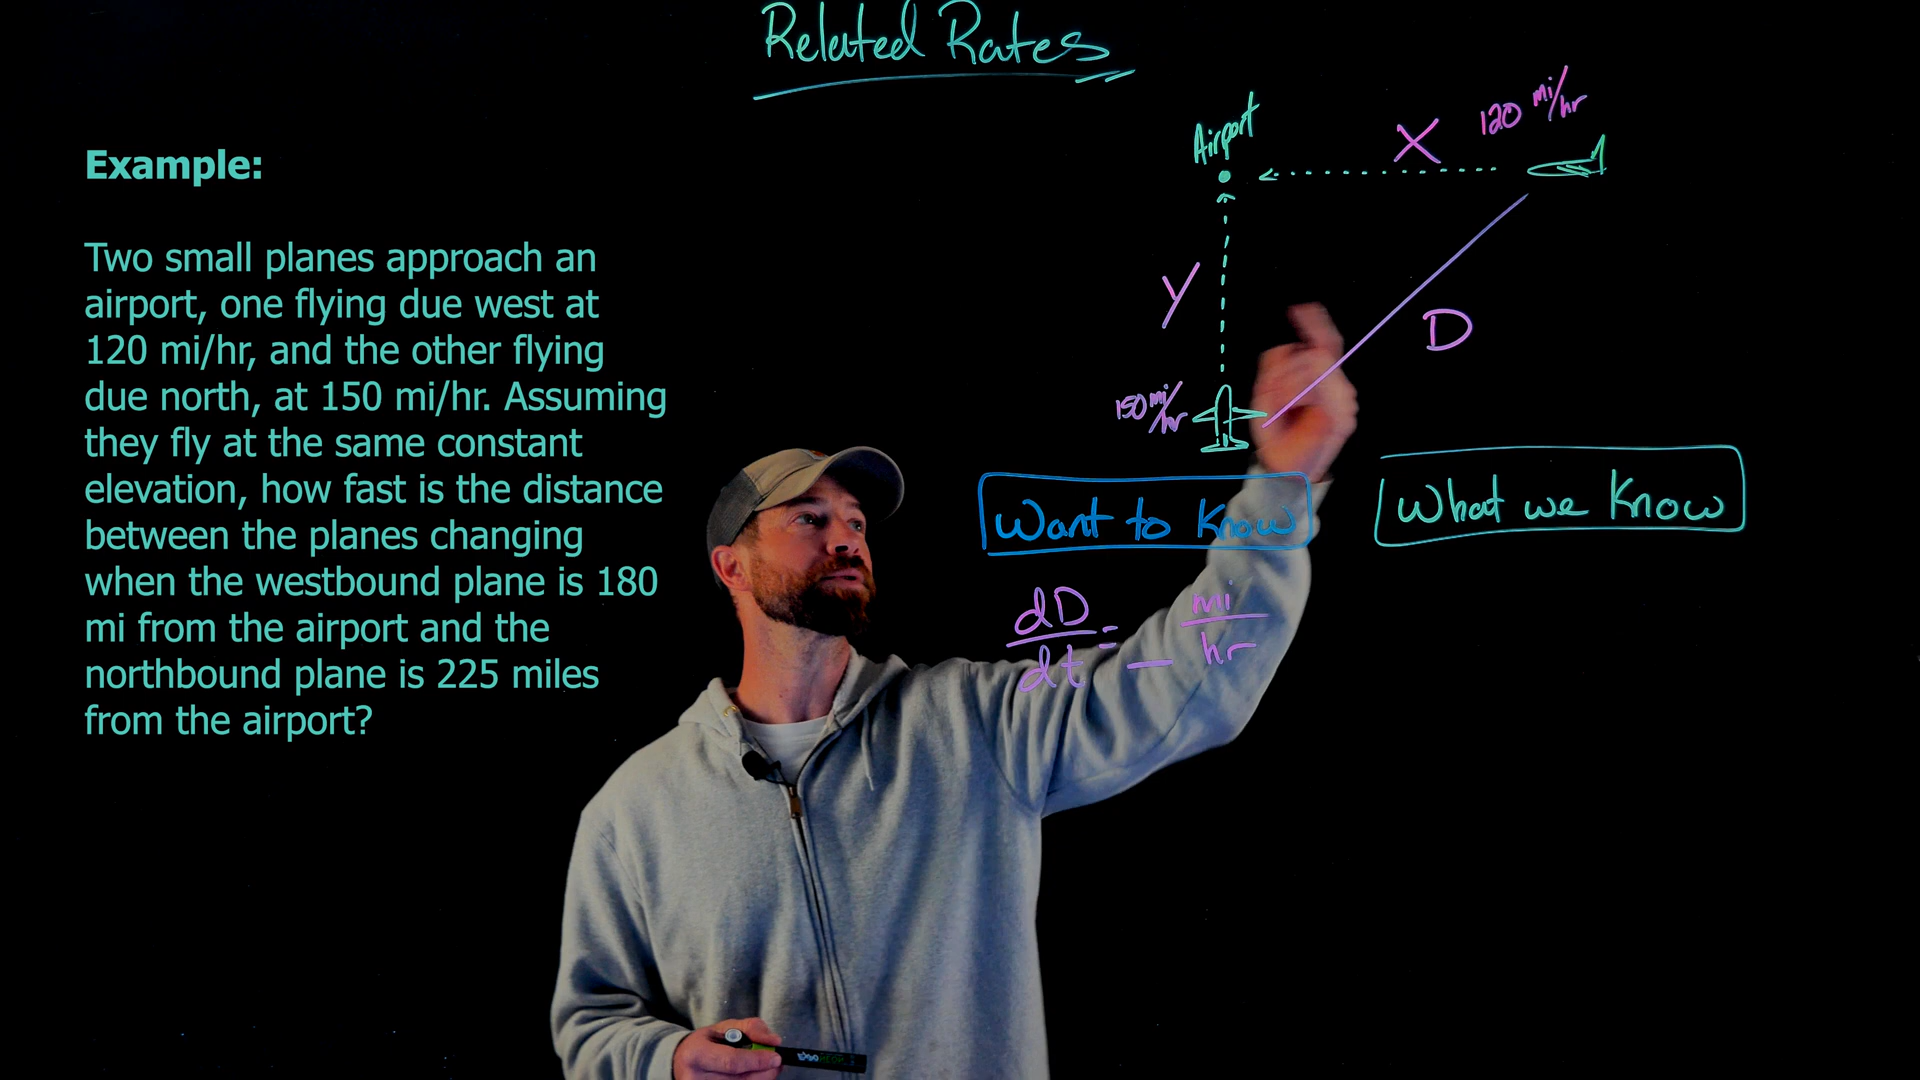 Related Rates
Example:
Two small planes approach an
airport, one flying due west at
120 mi/hr, and the other flying
due north, at 150 mi/hr. Assuming
they fly at the same constant
elevation, how fast is the distance
between the planes changing
when the westbound plane is 180
mi from the airport and the
northbound plane is 225 miles
from the airport?
Airport
X
120 mi/hr
Y
D
150 mi/hr
Want to Know
What we Know
dD/dt = _ mi/hr